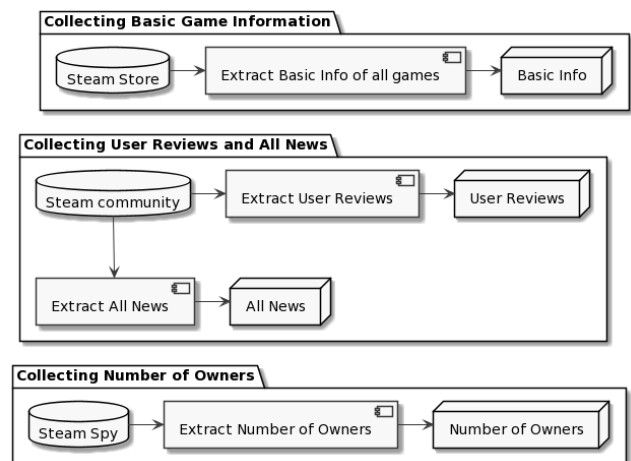 Collecting Basic Game Information
Steam Store
Extract Basic Info of all games
Basic Info
Collecting User Reviews and All News
Steam community
Extract User Reviews
User Reviews
Extract All News
All News
Collecting Number of Owners
Steam Spy
Extract Number of Owners
Number of Owners